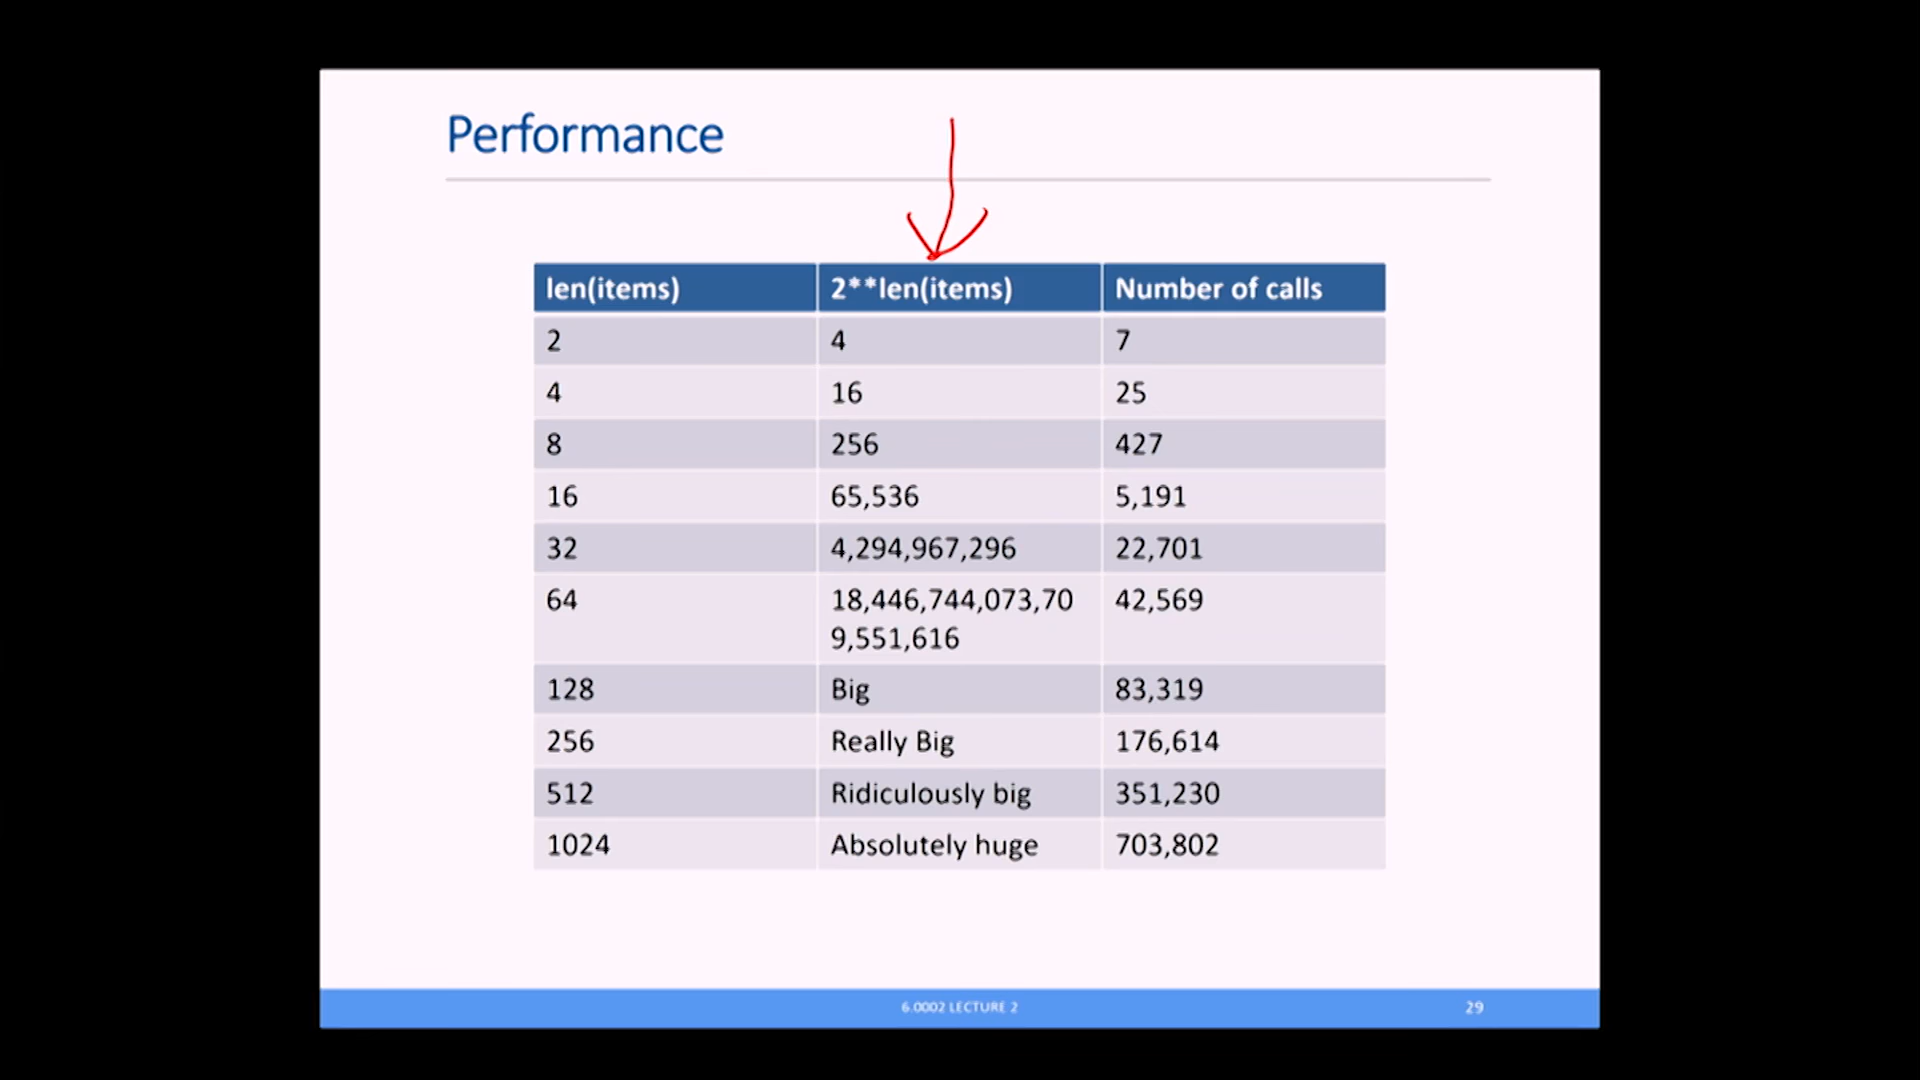 Performance
len(items) 2**len(items) Number of calls
2 4 7
4 16 25
8 256 427
16 65,536 5,191
32 4,294,967,296 22,701
64 18,446,744,073,70 42,569
9,551,616
128 Big 83,319
256 Really Big 176,614
512 Ridiculously big 351,230
1024 Absolutely huge 703,802
6.0002 LECTURE 2 29